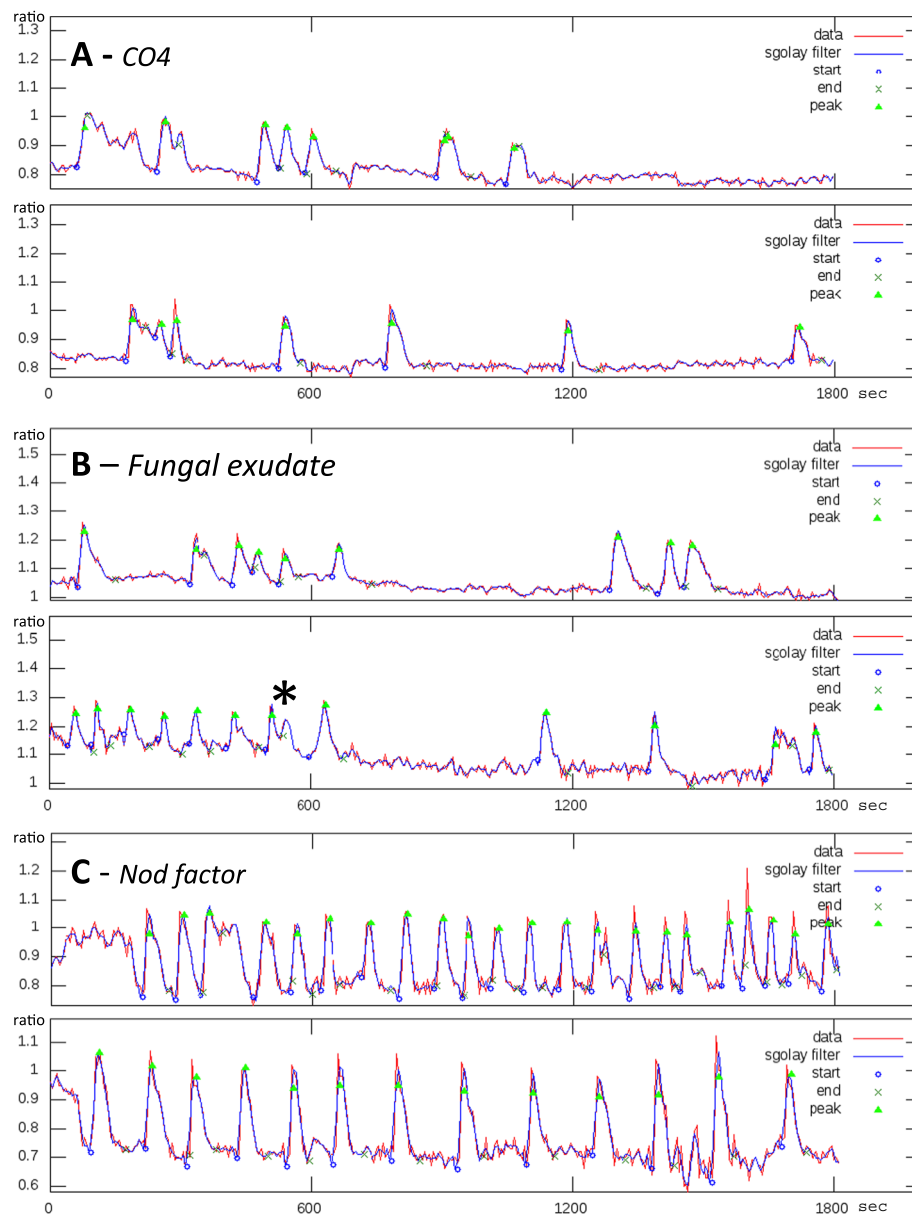 ratio
1.3
1.2
1.1
1
0.9
0.8
A - CO4
data
sgolay filter
start
end
peak
ratio
1.3
1.2
1.1
1
0.9
0.8
data
sgolay filter
start
end
peak
0 600 1200 1800 sec
ratio
1.5
1.4
1.3
1.2
1.1
1
B – Fungal exudate
data
sgolay filter
start
end
peak
ratio
1.5
1.4
1.3
1.2
1.1
1
*
data
sgolay filter
start
end
peak
0 600 1200 1800 sec
ratio
1.2
1.1
1
0.9
0.8
C - Nod factor
data
sgolay filter
start
end
peak
ratio
1.1
1
0.9
0.8
0.7
0.6
data
sgolay filter
start
end
peak
0 600 1200 1800 sec